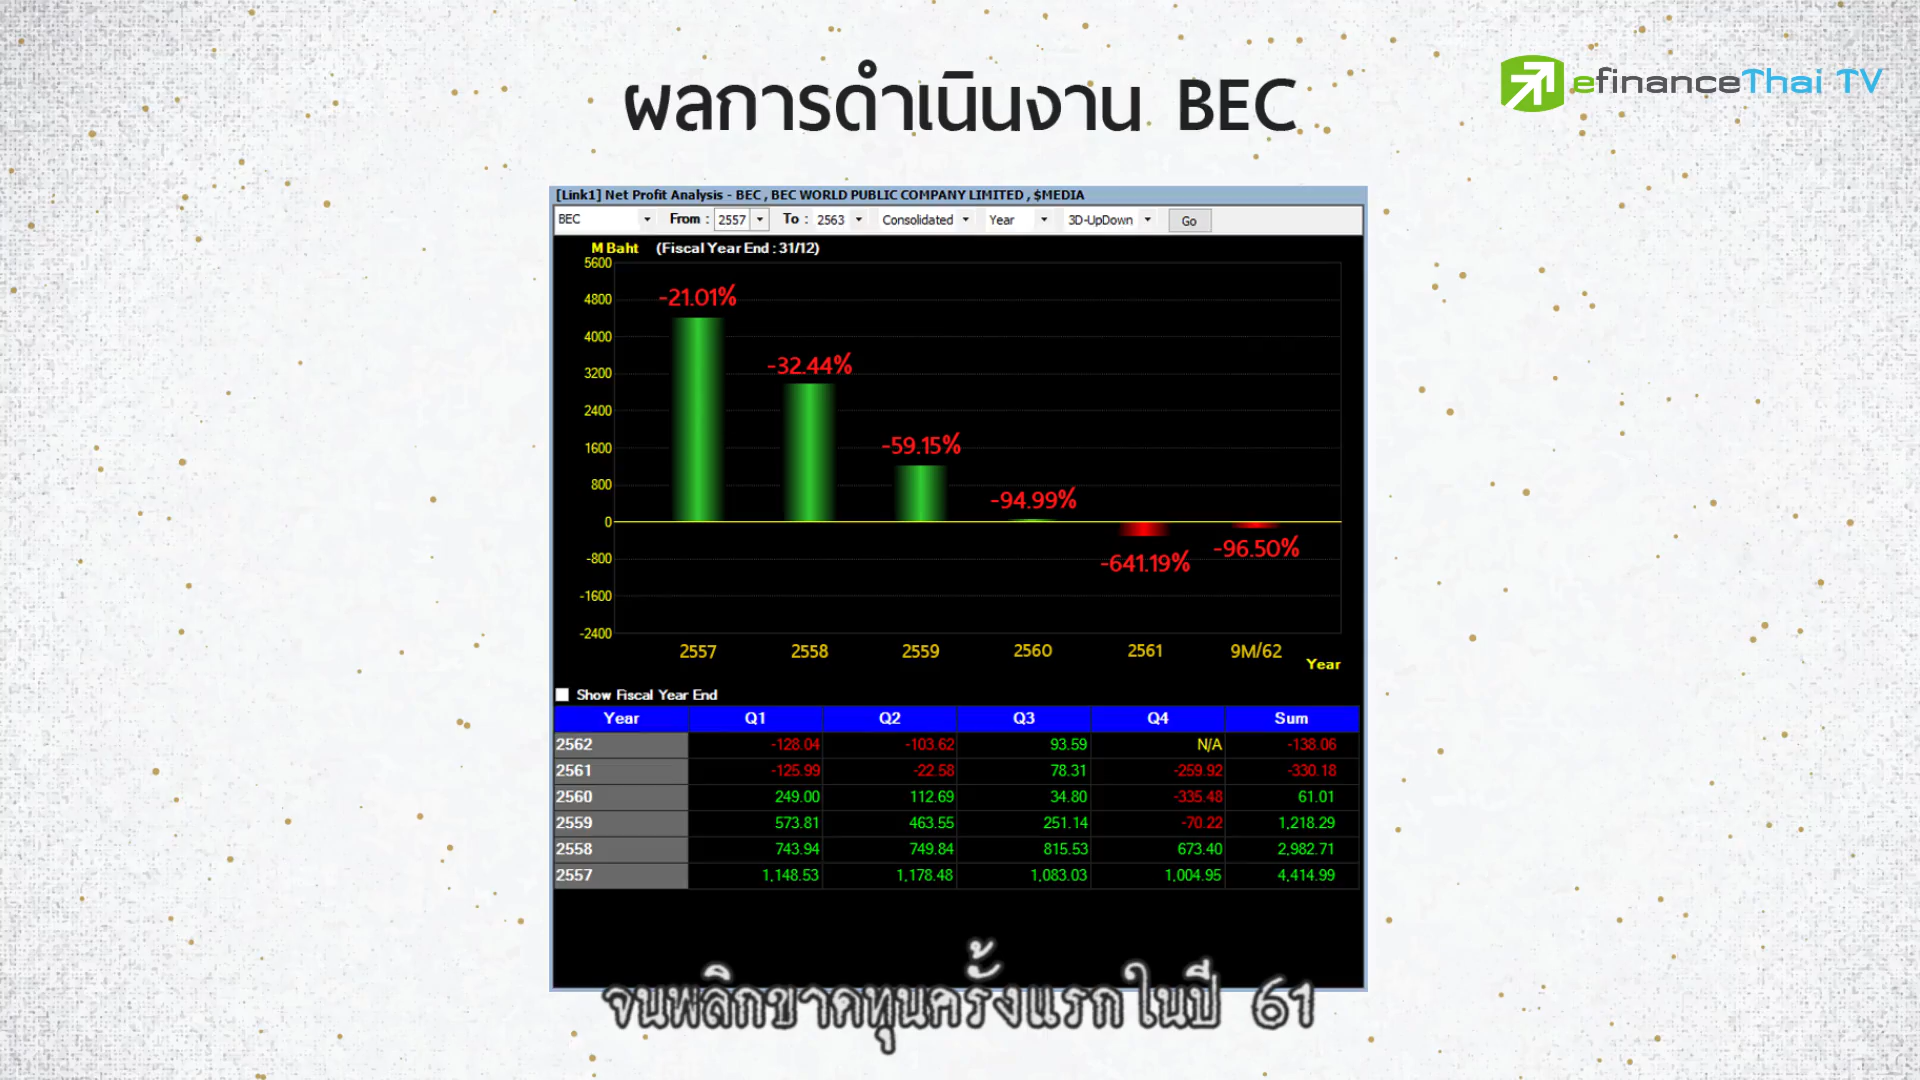 ผลการดำเนินงาน BEC
efinanceThai TV
[Link1] Net Profit Analysis - BEC , BEC WORLD PUBLIC COMPANY LIMITED , $MEDIA
BEC From : 2557 To : 2563 Consolidated Year 3D-UpDown Go
M Baht (Fiscal Year End : 31/12)
5600
4800
4000
3200
2400
1600
800
0
-800
-1600
-2400
-21.01%
-32.44%
-59.15%
-94.99%
-641.19%
-96.50%
2557 2558 2559 2560 2561 9M/62
Year
Show Fiscal Year End
Year Q1 Q2 Q3 Q4 Sum
2562 -128.04 -103.62 93.59 N/A -138.06
2561 -125.99 -22.58 78.31 -259.92 -330.18
2560 249.00 112.69 34.80 -335.48 61.01
2559 573.81 463.55 251.14 -70.22 1,218.29
2558 743.94 749.84 815.53 673.40 2,982.71
2557 1,148.53 1,178.48 1,083.03 1,004.95 4,414.99
จนพลิกขาดทุนครั้งแรกในปี 61